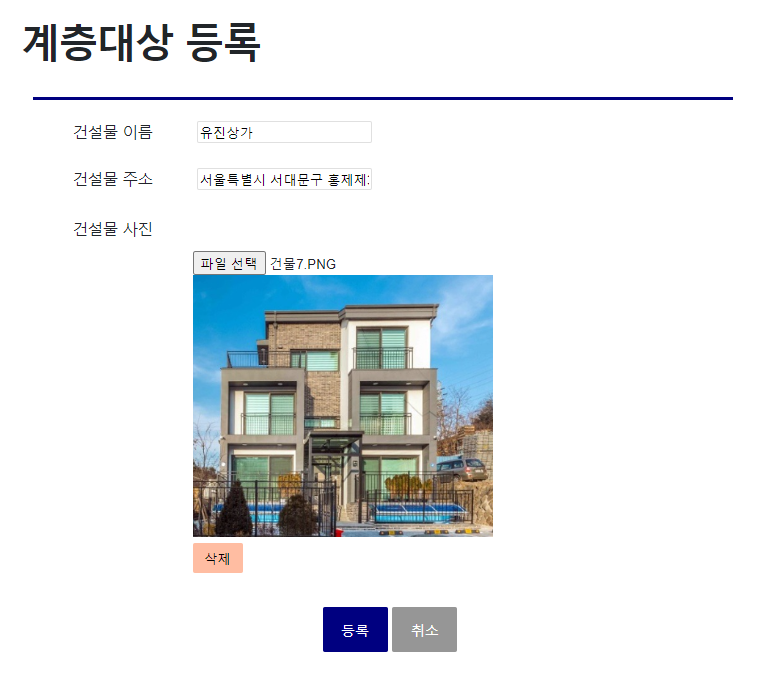 계층대상 등록
건설물 이름 유진상가
건설물 주소 서울특별시 서대문구 홍제제
건설물 사진
파일 선택 건물7.PNG
삭제
등록 취소